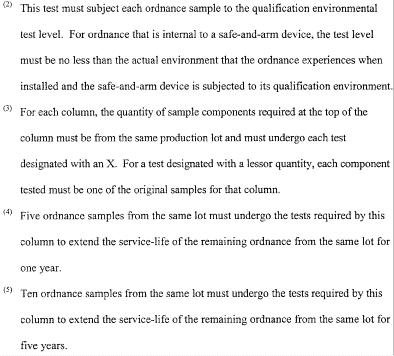 (2) This test must subject each ordnance sample to the qualification environmental
test level. For ordnance that is internal to a safe-and-arm device, the test level
must be no less than the actual environment that the ordnance experiences when
installed and the safe-and-arm device is subjected to its qualification environment.
(3) For each column, the quantity of sample components required at the top of the
column must be from the same production lot and must undergo each test
designated with an X. For a test designated with a lessor quantity, each component
tested must be one of the original samples for that column.
(4) Five ordnance samples from the same lot must undergo the tests required by this
column to extend the service-life of the remaining ordnance from the same lot for
one year.
(5) Ten ordnance samples from the same lot must undergo the tests required by this
column to extend the service-life of the remaining ordnance from the same lot for
five years.